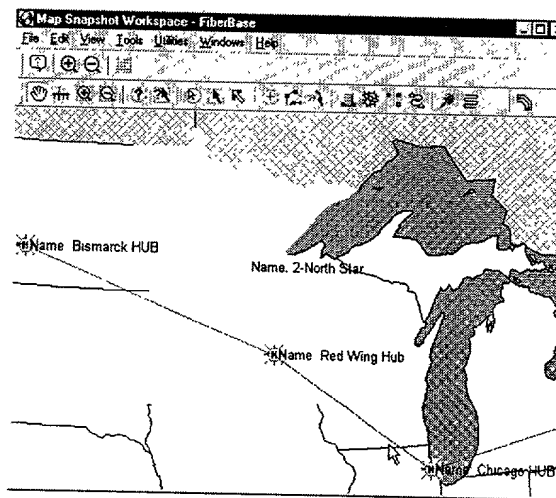 Map Snapshot Workspace - FiberBase
File Edit View Tools Utilities Windows Help
Name Bismarck HUB
Name. 2-North Star
Name Red Wing Hub
Name Chicago HUB